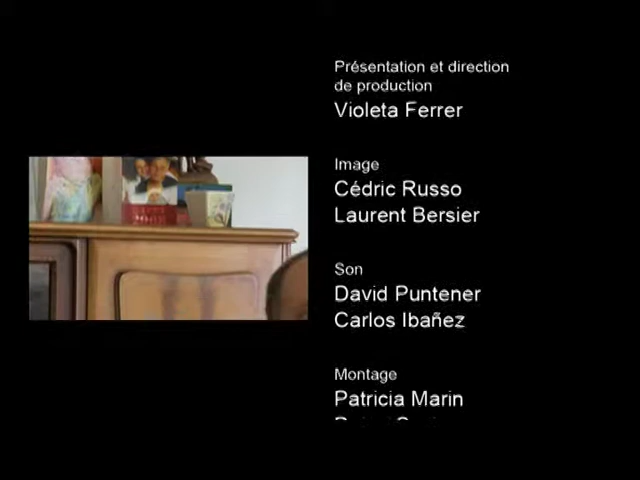 Présentation et direction
de production
Violeta Ferrer
Image
Cédric Russo
Laurent Bersier
Son
David Puntener
Carlos Ibañez
Montage
Patricia Marin